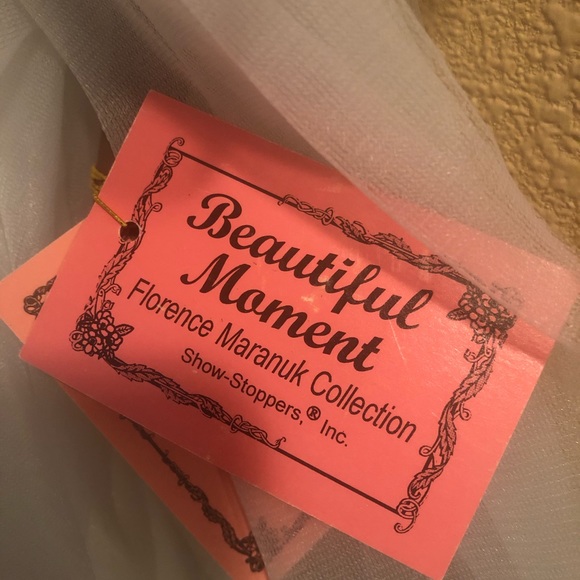 Beautiful
Moment
Florence Maranuk Collection
Show-Stoppers,® Inc.